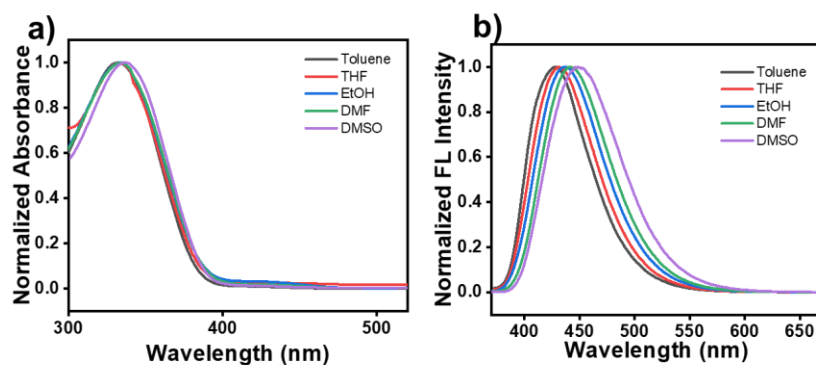 a)
Normalized Absorbance
1.0
0.8
0.6
0.4
0.2
0.0
Toluene
THF
EtOH
DMF
DMSO
300
400
500
Wavelength (nm)
b)
Normalized FL Intensity
1.0
0.8
0.6
0.4
0.2
0.0
Toluene
THF
EtOH
DMF
DMSO
400
450
500
550
600
650
Wavelength (nm)